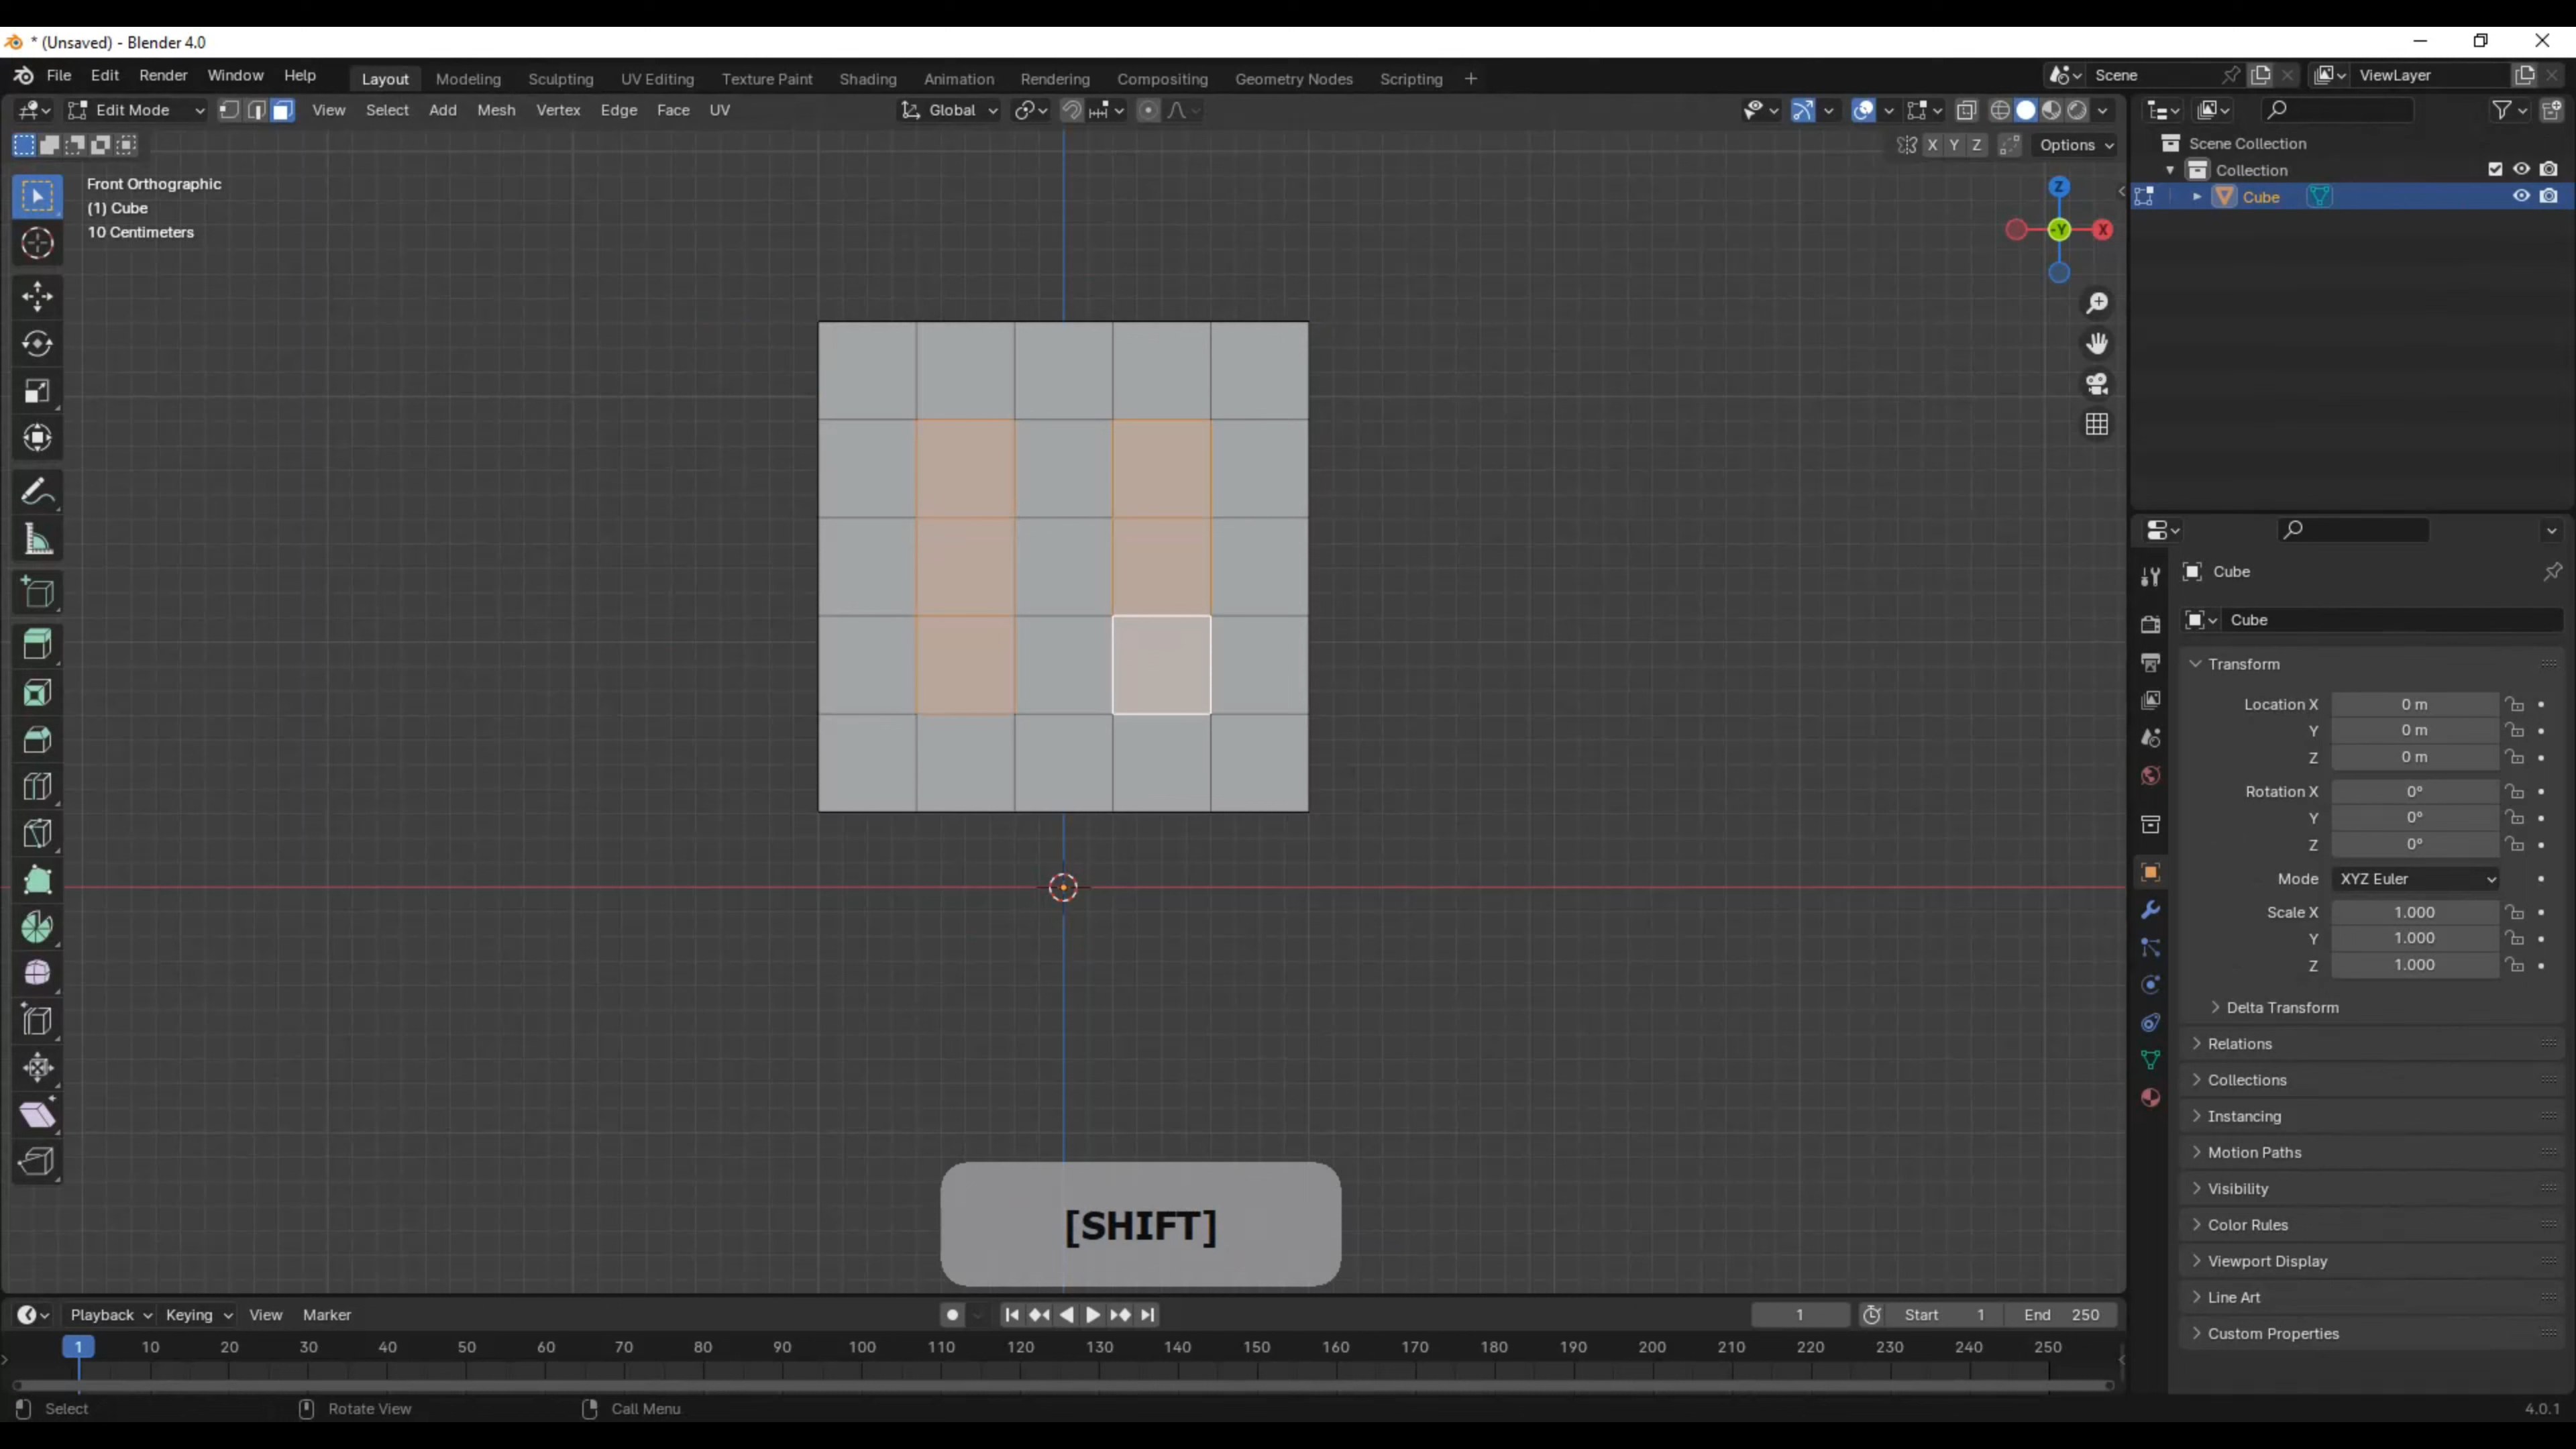 * (Unsaved) - Blender 4.0
File Edit Render Window Help Layout Modeling Sculpting UV Editing Texture Paint Shading Animation Rendering Compositing Geometry Nodes Scripting + Scene ViewLayer
Edit Mode View Select Add Mesh Vertex Edge Face UV Global
X Y Z Options
Scene Collection
Collection
Cube
Front Orthographic
(1) Cube
10 Centimeters
Z
-Y
X
Cube
Cube
Transform
Location X 0 m
Y 0 m
Z 0 m
Rotation X 0°
Y 0°
Z 0°
Mode XYZ Euler
Scale X 1.000
Y 1.000
Z 1.000
Delta Transform
Relations
Collections
Instancing
Motion Paths
Visibility
Color Rules
Viewport Display
Line Art
Custom Properties
[SHIFT]
Playback Keying View Marker 1 Start 1 End 250
1 10 20 30 40 50 60 70 80 90 100 110 120 130 140 150 160 170 180 190 200 210 220 230 240 250
Select Rotate View Call Menu 4.0.1